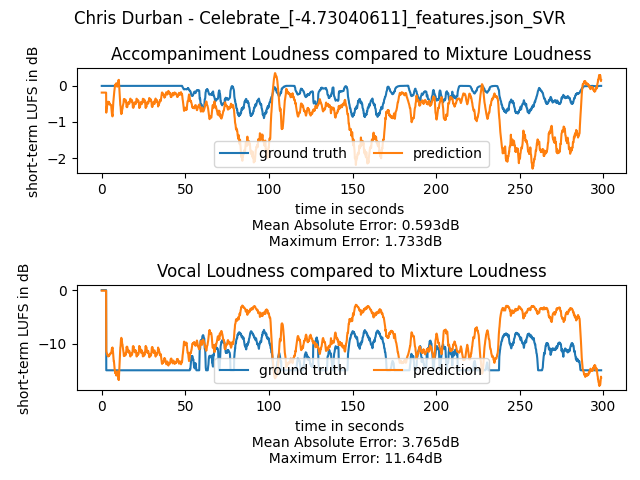 Chris Durban - Celebrate_[-4.73040611]_features.json_SVR
Accompaniment Loudness compared to Mixture Loudness
short-term LUFS in dB
0
−1
−2
ground truth
prediction
0 50 100 150 200 250 300
time in seconds
Mean Absolute Error: 0.593dB
Maximum Error: 1.733dB
Vocal Loudness compared to Mixture Loudness
short-term LUFS in dB
0
−10
ground truth
prediction
0 50 100 150 200 250 300
time in seconds
Mean Absolute Error: 3.765dB
Maximum Error: 11.64dB